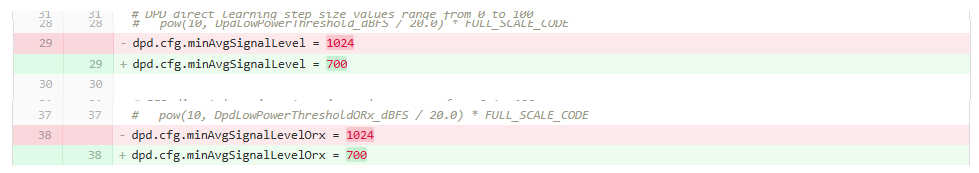 31 31 # DPD direct learning step size values range from 0 to 100
28 28 # pow(10, DpdLowPowerThreshold_dBFS / 20.0) * FULL_SCALE_CODE
29 - dpd.cfg.minAvgSignalLevel = 1024
29 + dpd.cfg.minAvgSignalLevel = 700
30 30
37 37 # pow(10, DpdLowPowerThresholdORx_dBFS / 20.0) * FULL_SCALE_CODE
38 - dpd.cfg.minAvgSignalLevelOrx = 1024
38 + dpd.cfg.minAvgSignalLevelOrx = 700